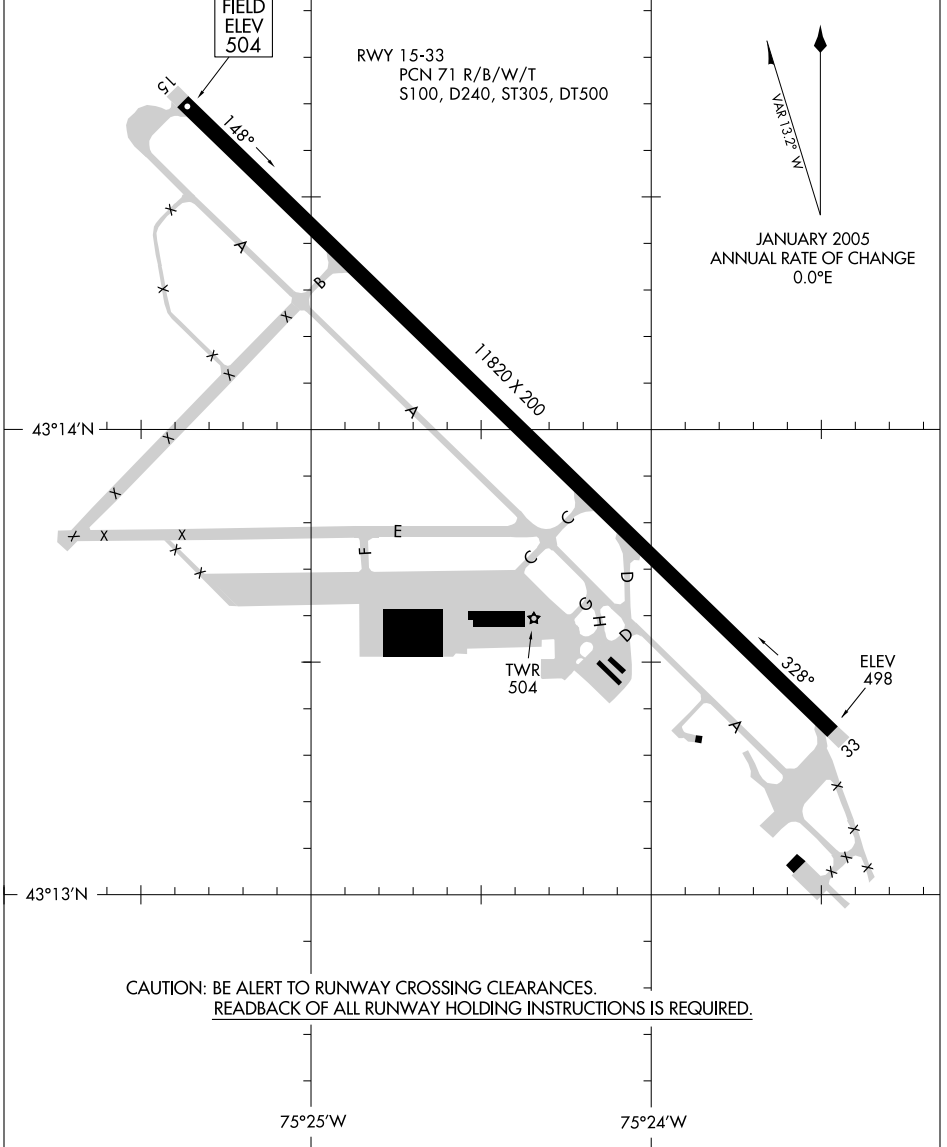 FIELD
ELEV
504
RWY 15-33
PCN 71 R/B/W/T
S100, D240, ST305, DT500
VAR 13.2° W
JANUARY 2005
ANNUAL RATE OF CHANGE
0.0°E
15
148°
X
A
X
B
X
X
X
11820 X 200
A
43°14'N
X
X
C
X
X
X
E
X
F
C
X
D
G
H
D
TWR
504
328°
ELEV
498
A
33
X
X
X
X
X
43°13'N
CAUTION: BE ALERT TO RUNWAY CROSSING CLEARANCES.
READBACK OF ALL RUNWAY HOLDING INSTRUCTIONS IS REQUIRED.
75°25'W
75°24'W